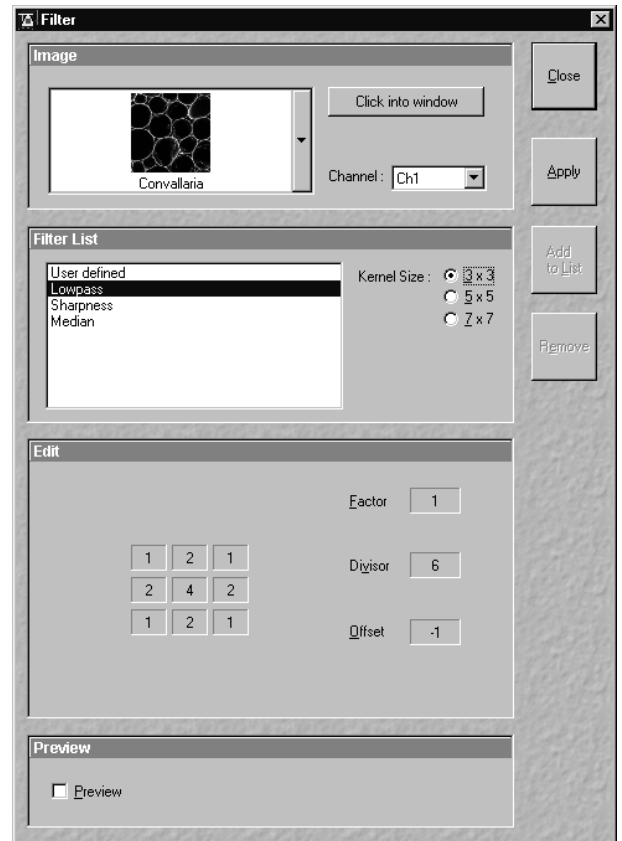 Filter
Image
Close
Click into window
Convallaria
Channel : Ch1
Apply
Filter List
Add
to List
User defined
Lowpass
Sharpness
Median
Kernel Size : 3 x 3
5 x 5
7 x 7
Remove
Edit
Factor 1
1 2 1
Divisor 6
2 4 2
1 2 1
Offset -1
Preview
Preview